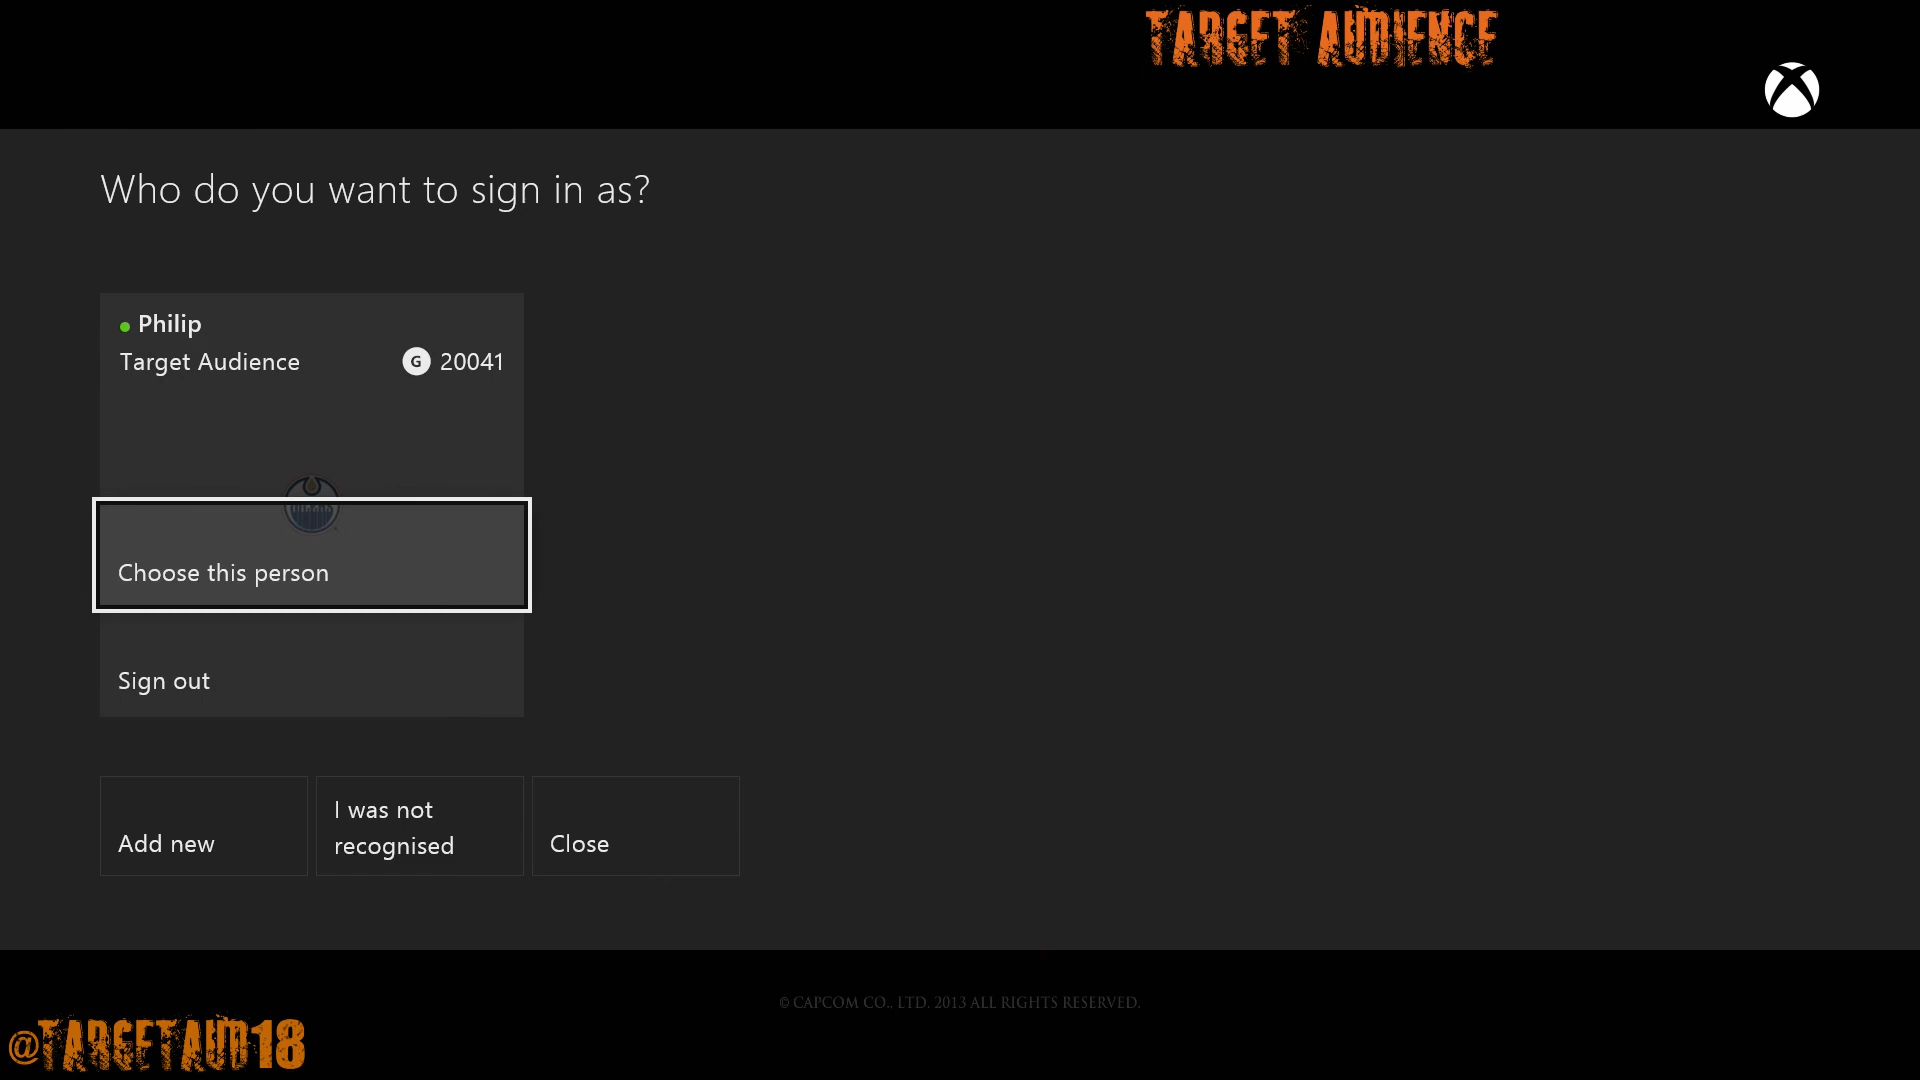 TARGET AUDIENCE
Who do you want to sign in as?
Philip
Target Audience
G 20041
OILERS
Choose this person
Sign out
Add new
I was not
recognised
Close
© CAPCOM CO., LTD. 2013 ALL RIGHTS RESERVED.
@TARGETAUD18